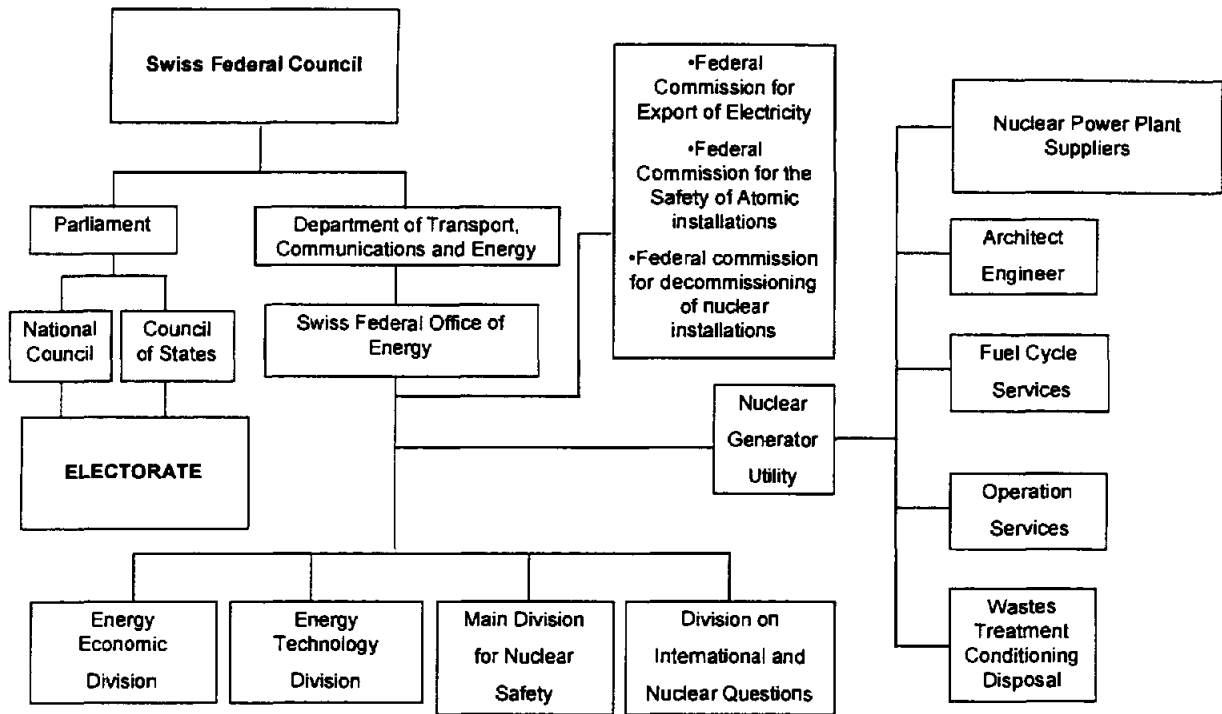 Swiss Federal Council
•Federal
Commission for
Export of Electricity
•Federal
Commission for the
Safety of Atomic
installations
•Federal commission
for decommissioning
of nuclear
installations
Nuclear Power Plant
Suppliers
Parliament
Department of Transport,
Communications and Energy
Architect
Engineer
National
Council
Council
of States
Swiss Federal Office of
Energy
Fuel Cycle
Services
Nuclear
Generator
Utility
ELECTORATE
Operation
Services
Energy
Economic
Division
Energy
Technology
Division
Main Division
for Nuclear
Safety
Division on
International and
Nuclear Questions
Wastes
Treatment
Conditioning
Disposal